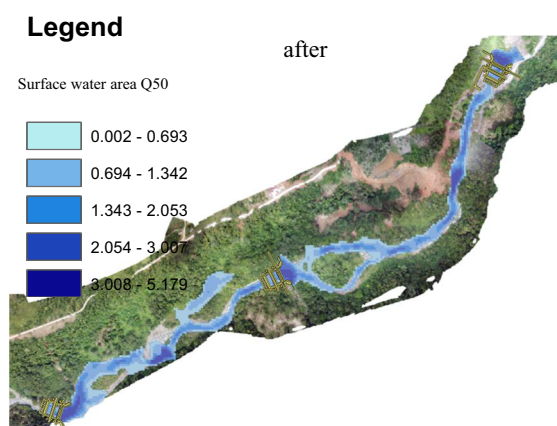 Legend
after
Surface water area Q50
0.002 - 0.693
0.694 - 1.342
1.343 - 2.053
2.054 - 3.007
3.008 - 5.179